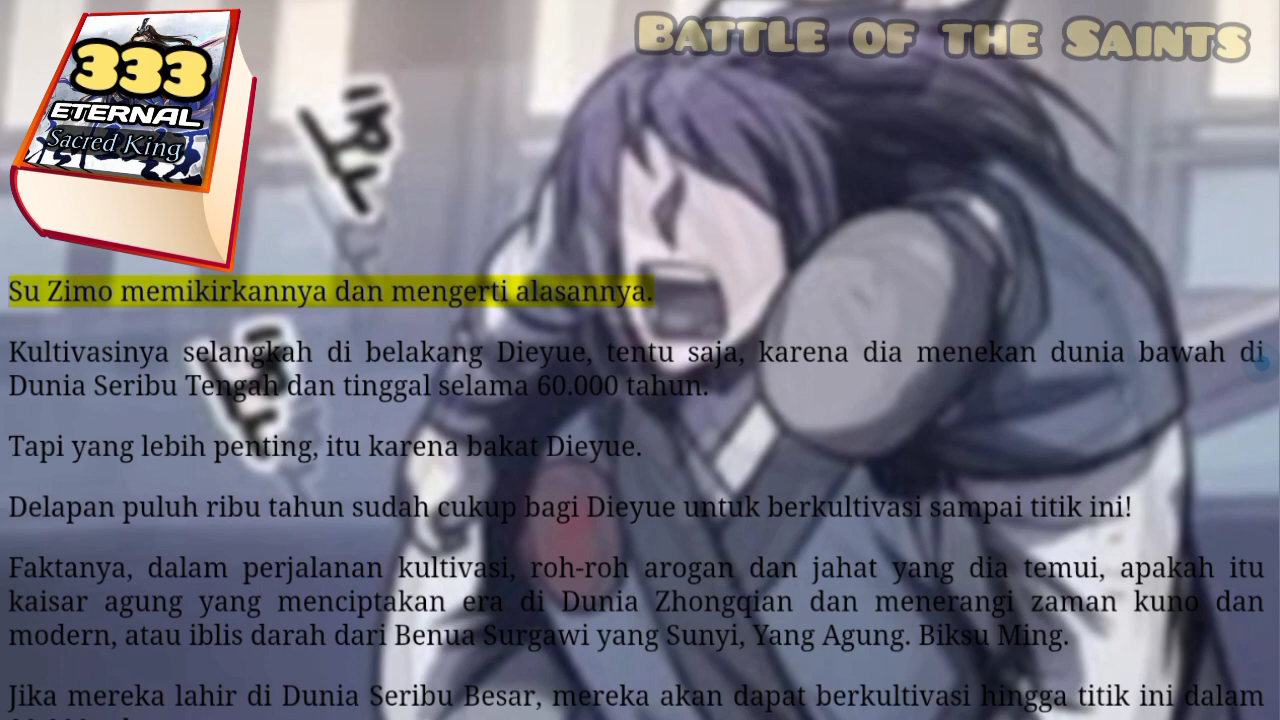 Battle of the Saints
333
ETERNAL
Sacred King
Su Zimo memikirkannya dan mengerti alasannya.
Kultivasinya selangkah di belakang Dieyue, tentu saja, karena dia menekan dunia bawah di
Dunia Seribu Tengah dan tinggal selama 60.000 tahun.
Tapi yang lebih penting, itu karena bakat Dieyue.
Delapan puluh ribu tahun sudah cukup bagi Dieyue untuk berkultivasi sampai titik ini!
Faktanya, dalam perjalanan kultivasi, roh-roh arogan dan jahat yang dia temui, apakah itu
kaisar agung yang menciptakan era di Dunia Zhongqian dan menerangi zaman kuno dan
modern, atau iblis darah dari Benua Surgawi yang Sunyi, Yang Agung. Biksu Ming.
Jika mereka lahir di Dunia Seribu Besar, mereka akan dapat berkultivasi hingga titik ini dalam